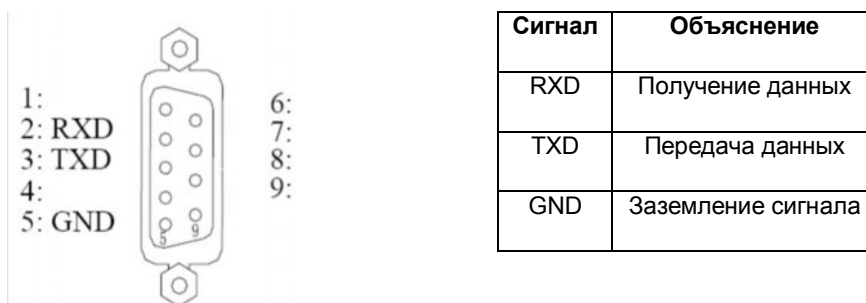 1:
2: RXD
3: TXD
4:
5: GND
5 9
6:
7:
8:
9:
Сигнал Объяснение
RXD Получение данных
TXD Передача данных
GND Заземление сигнала